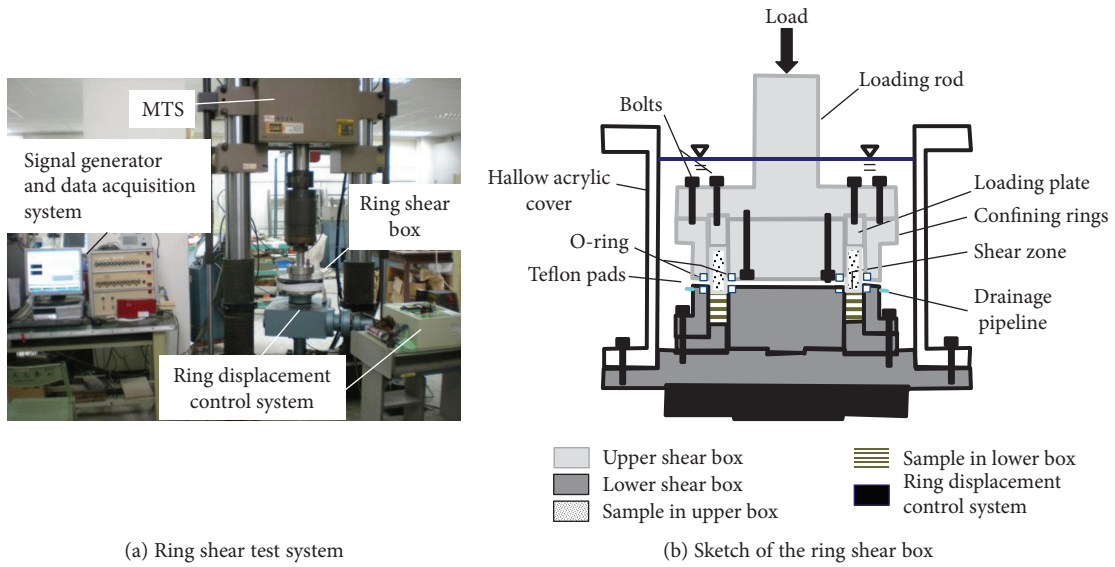 MTS
Signal generator
and data acquisition
system
Ring shear
box
Ring displacement
control system
(a) Ring shear test system
Load
Loading rod
Bolts
Hallow acrylic
cover
Loading plate
Confining rings
O-ring
Shear zone
Teflon pads
Drainage
pipeline
Upper shear box
Lower shear box
Sample in upper box
Sample in lower box
Ring displacement
control system
(b) Sketch of the ring shear box